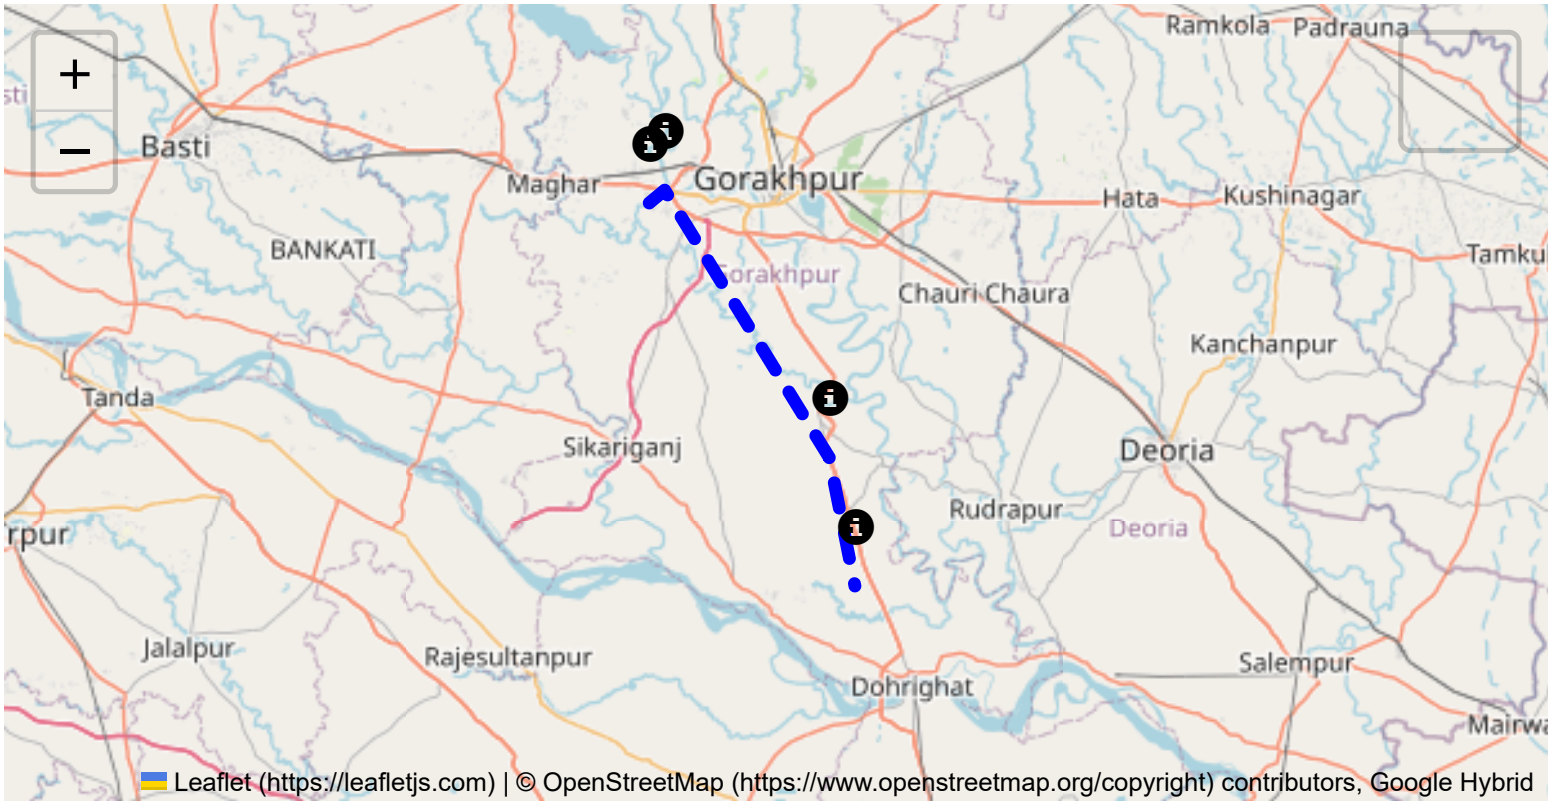 Ramkola
Padrauna
+
sti
Basti
−
Maghar
Gorakhpur
Hata
Kushinagar
BANKATI
Gorakhpur
Tamku
Chauri Chaura
Kanchanpur
Tanda
Sikariganj
Deoria
Rudrapur
Deoria
rpur
Jalalpur
Rajesultanpur
Salempur
Dohrighat
Mairwa
Leaflet (https://leafletjs.com) | © OpenStreetMap (https://www.openstreetmap.org/copyright) contributors, Google Hybrid